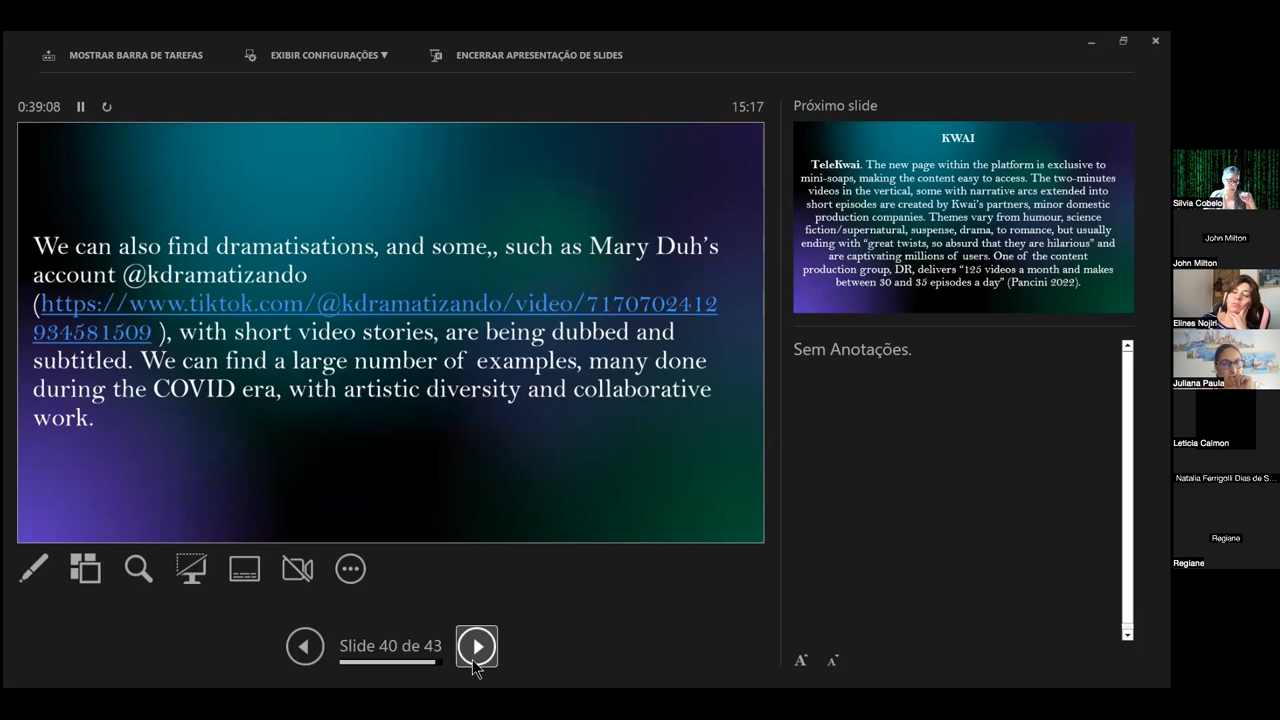 MOSTRAR BARRA DE TAREFAS
EXIBIR CONFIGURAÇÕES ▼
ENCERRAR APRESENTAÇÃO DE SLIDES
0:39:08
15:17
We can also find dramatisations, and some,, such as Mary Duh's
account @kdramatizando
(https://www.tiktok.com/@kdramatizando/video/7170702412
934581509 ), with short video stories, are being dubbed and
subtitled. We can find a large number of examples, many done
during the COVID era, with artistic diversity and collaborative
work.
Slide 40 de 43
Próximo slide
KWAI
TeleKwai. The new page within the platform is exclusive to
mini-soaps, making the content easy to access. The two-minutes
videos in the vertical, some with narrative arcs extended into
short episodes are created by Kwai's partners, minor domestic
production companies. Themes vary from humour, science
fiction/supernatural, suspense, drama, to romance, but usually
ending with “great twists, so absurd that they are hilarious” and
are captivating millions of users. One of the content
production group, DR, delivers “125 videos a month and makes
between 30 and 35 episodes a day” (Pancini 2022).
Sem Anotações.
A A
Silvia Cobelo
John Milton
John Milton
Elines Nojiri
Juliana Paula
Leticia Calmon
Natalia Ferrigolli Dias de S...
Regiane
Regiane